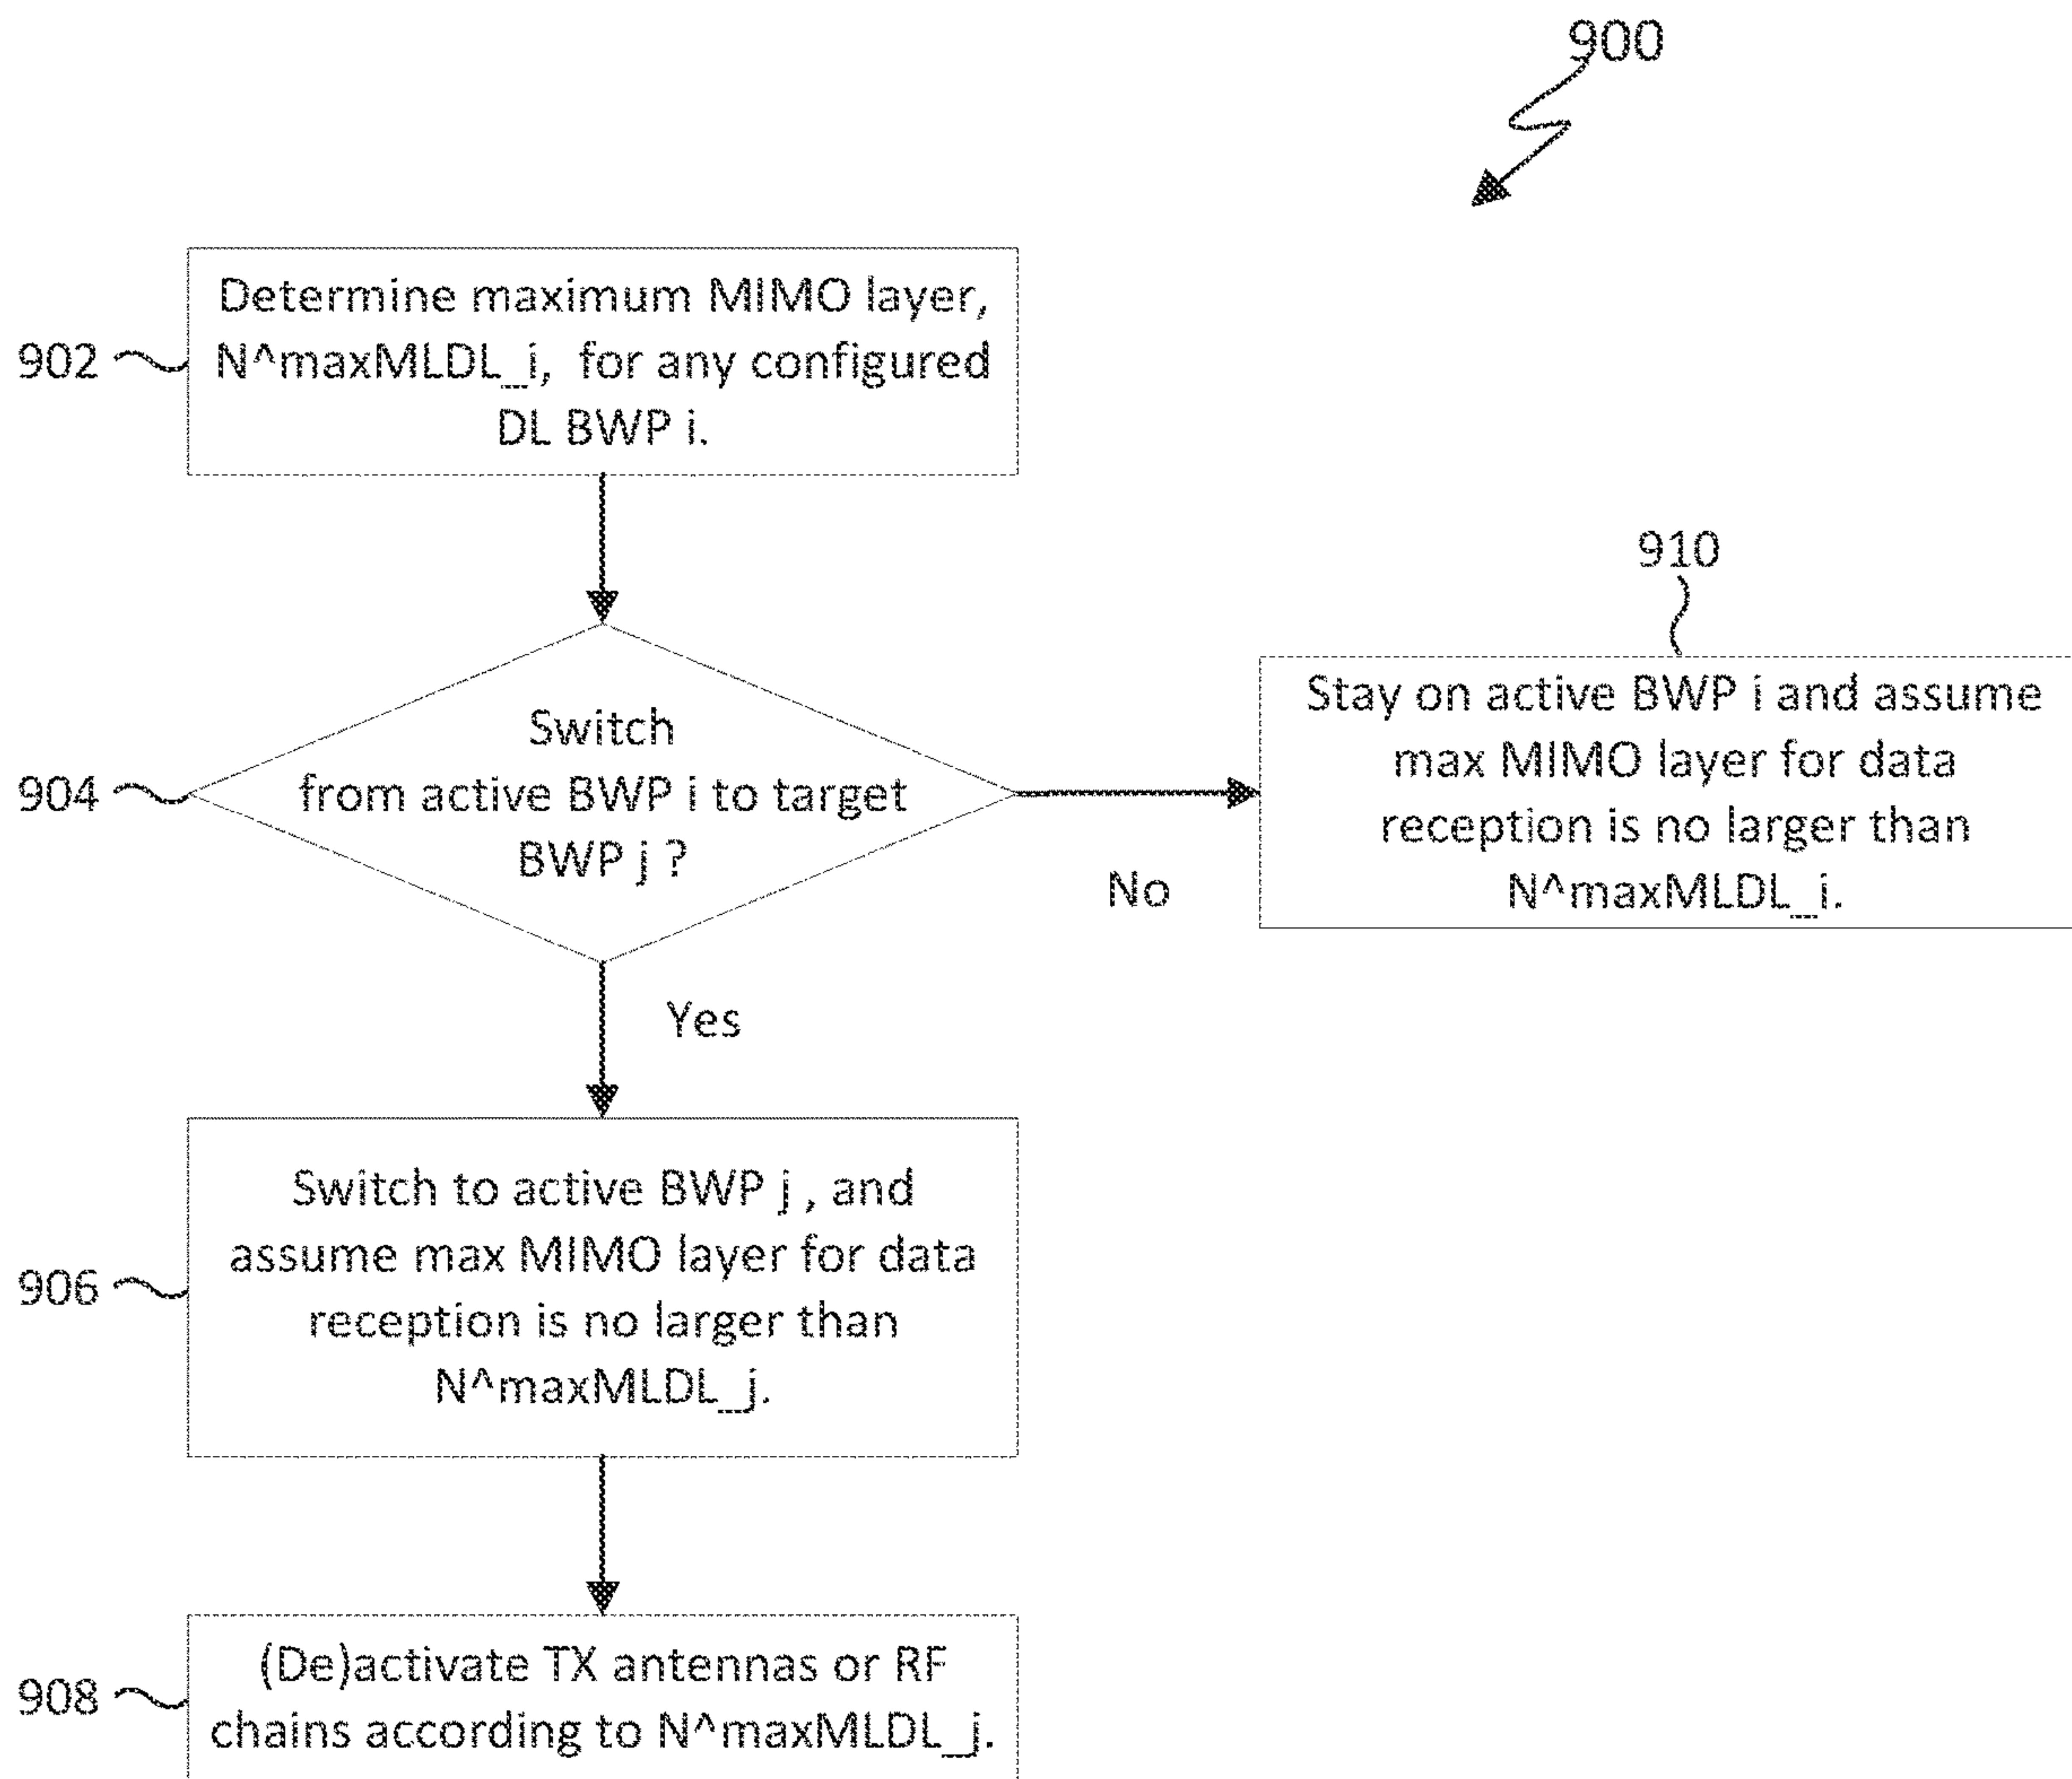 900
902
Determine maximum MIMO layer,
N^maxMLDL_i, for any configured
DL BWP i.
904
Switch
from active BWP i to target
BWP j ?
No
910
Stay on active BWP i and assume
max MIMO layer for data
reception is no larger than
N^maxMLDL_i.
Yes
906
Switch to active BWP j , and
assume max MIMO layer for data
reception is no larger than
N^maxMLDL_j.
908
(De)activate TX antennas or RF
chains according to N^maxMLDL_j.